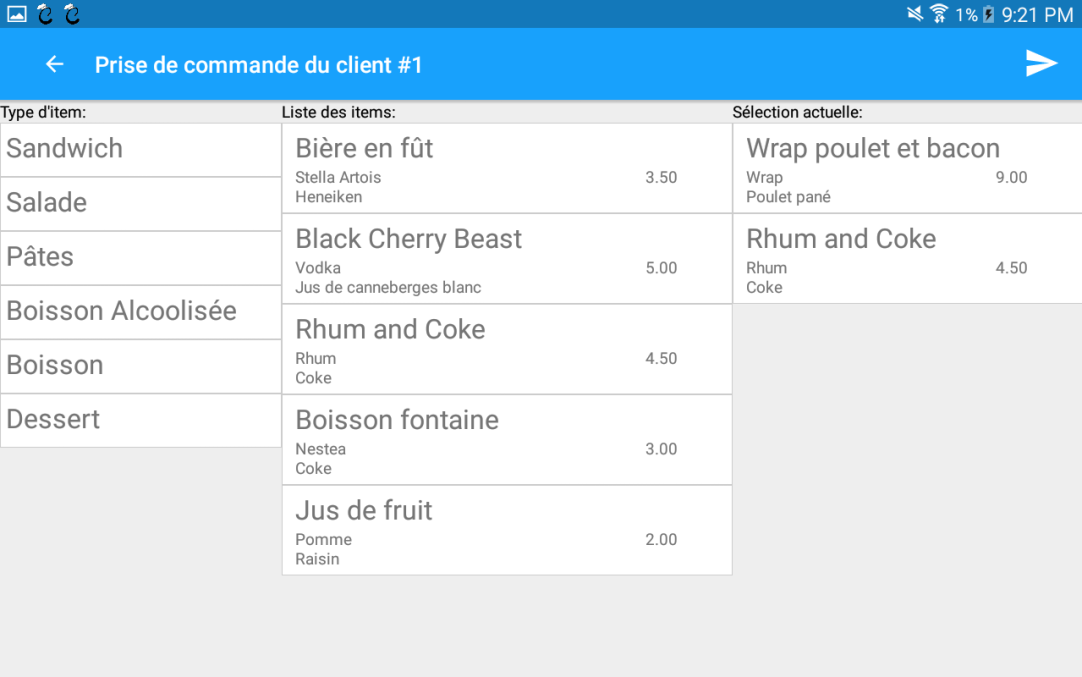 1% 9:21 PM
Prise de commande du client #1
Type d'item:
Sandwich
Salade
Pâtes
Boisson Alcoolisée
Boisson
Dessert
Liste des items:
Bière en fût
Stella Artois 3.50
Heneiken
Black Cherry Beast
Vodka 5.00
Jus de canneberges blanc
Rhum and Coke
Rhum 4.50
Coke
Boisson fontaine
Nestea 3.00
Coke
Jus de fruit
Pomme 2.00
Raisin
Sélection actuelle:
Wrap poulet et bacon
Wrap 9.00
Poulet pané
Rhum and Coke
Rhum 4.50
Coke